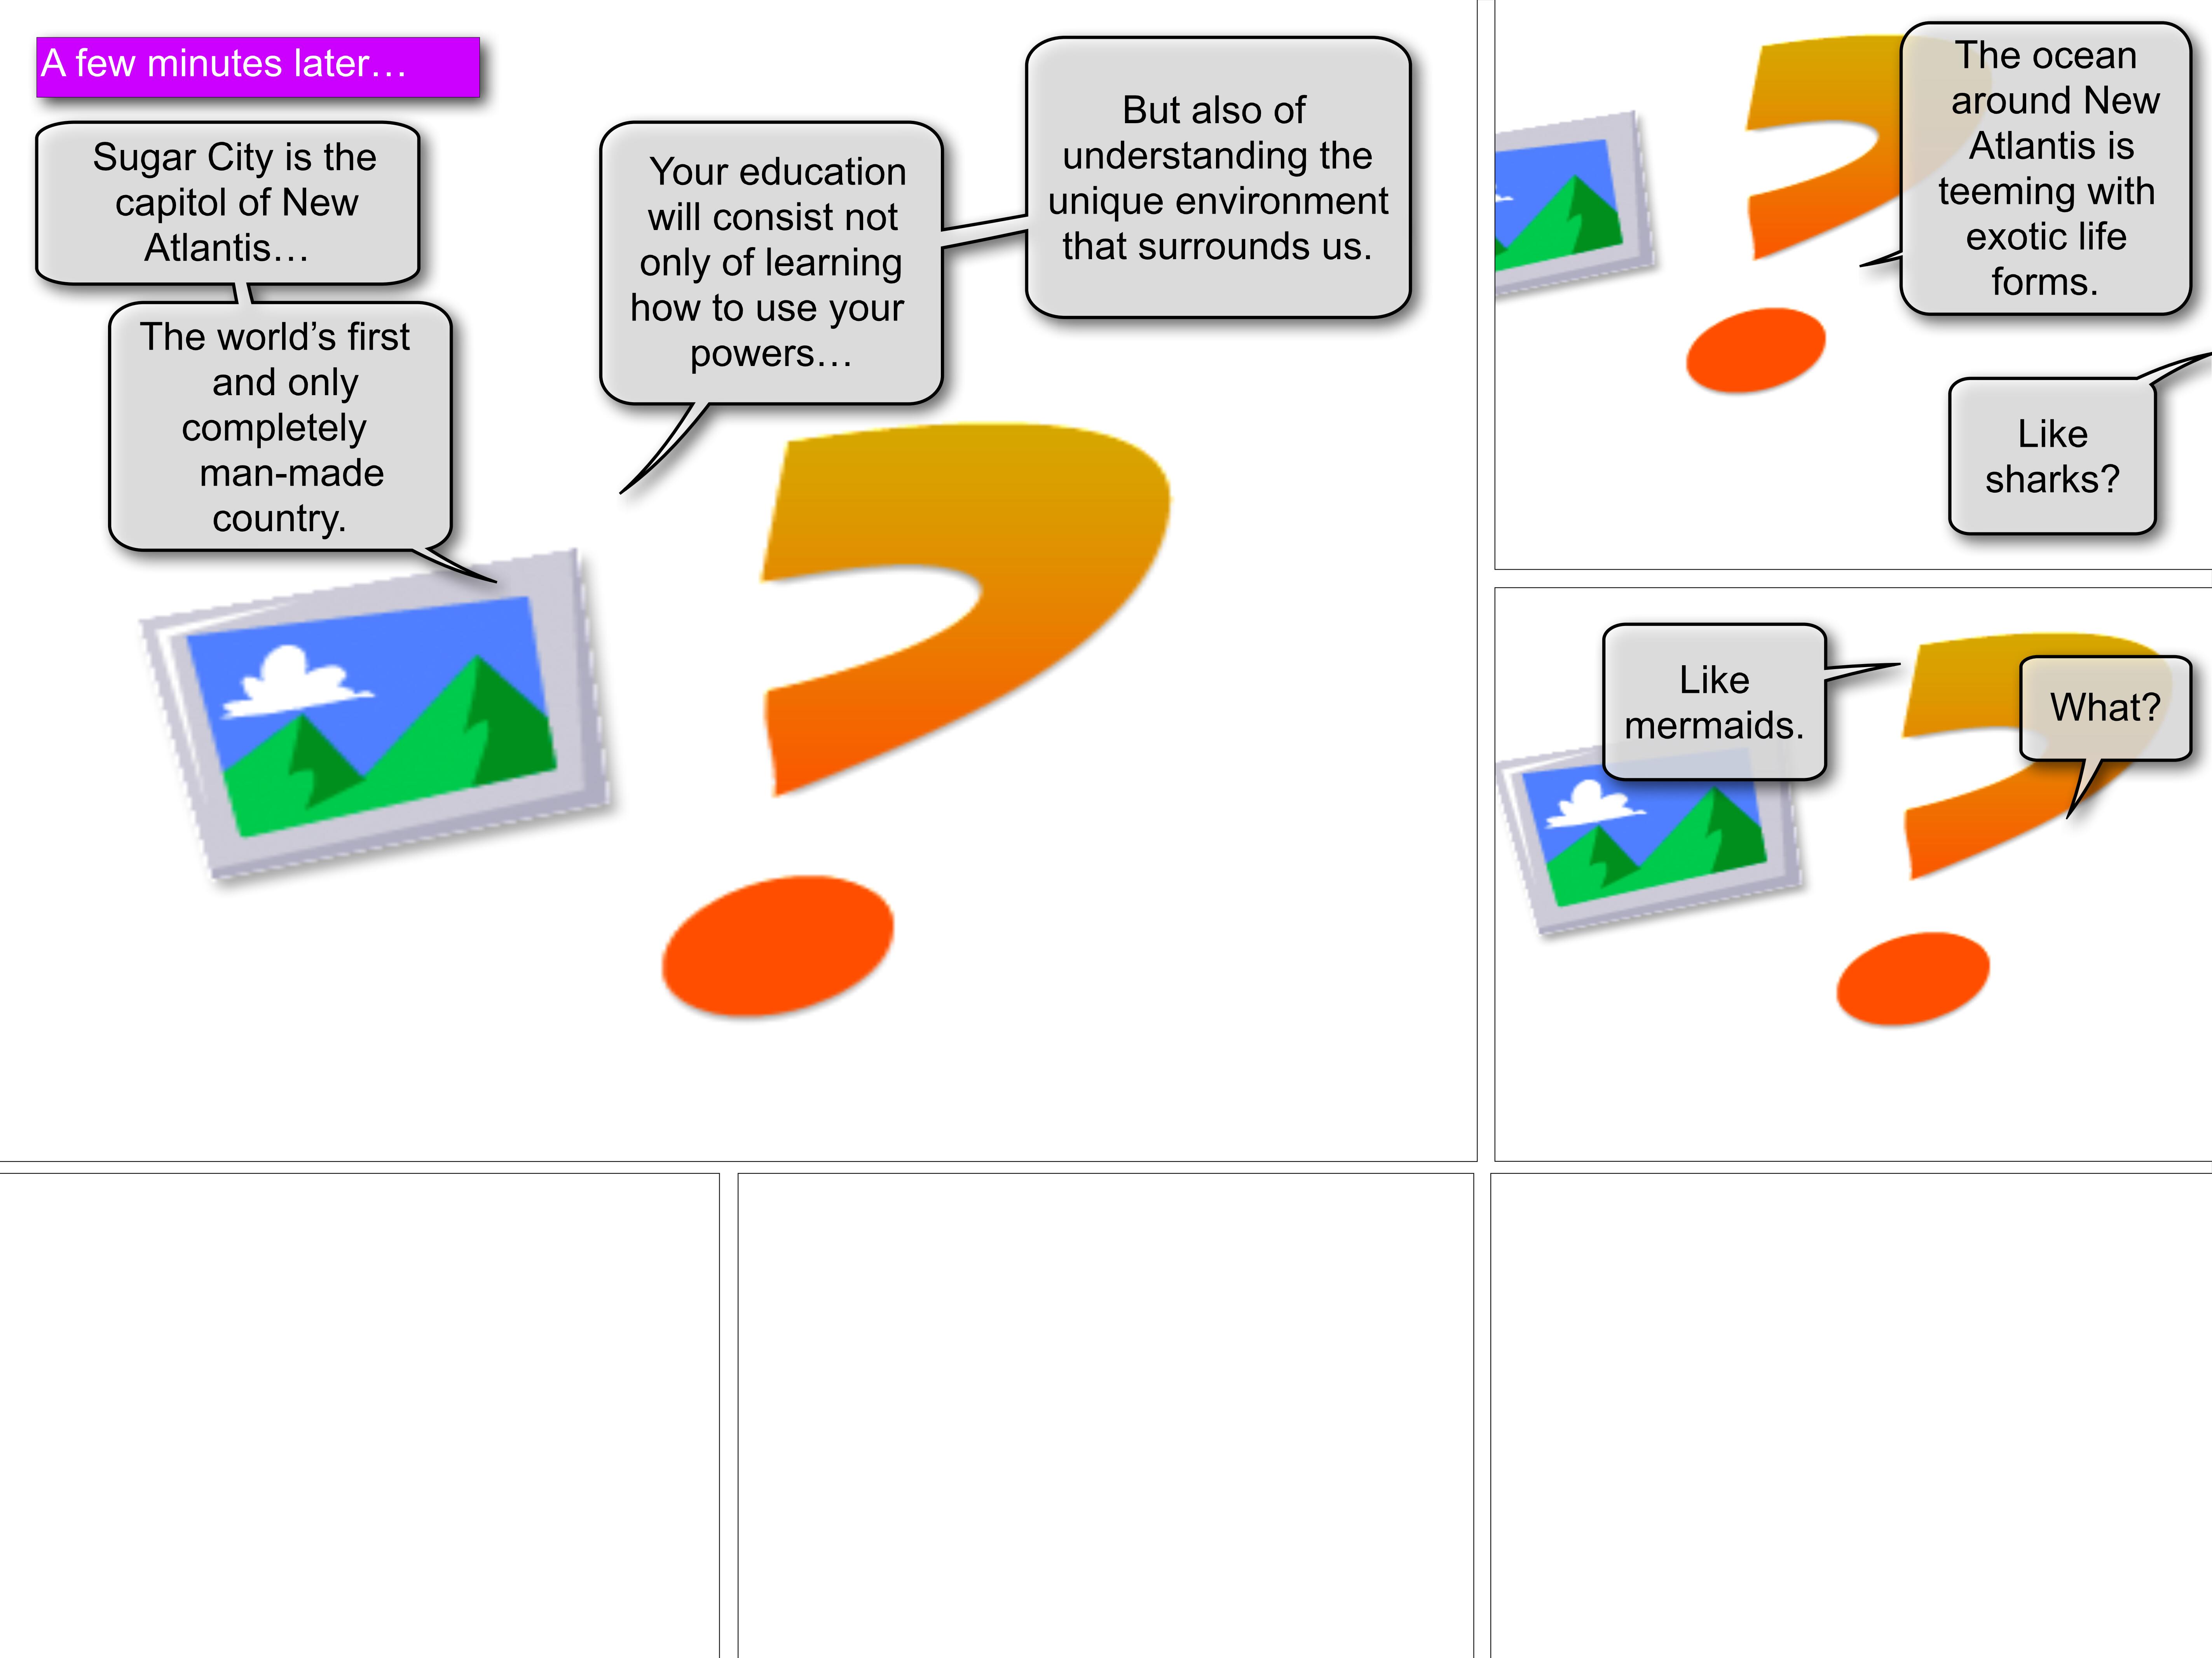 A few minutes later…
Sugar City is the
capitol of New
Atlantis…
The world’s first
and only
completely
man-made
country.
Your education
will consist not
only of learning
how to use your
powers…
But also of
understanding the
unique environment
that surrounds us.
The ocean
around New
Atlantis is
teeming with
exotic life
forms.
Like
sharks?
Like
mermaids.
What?